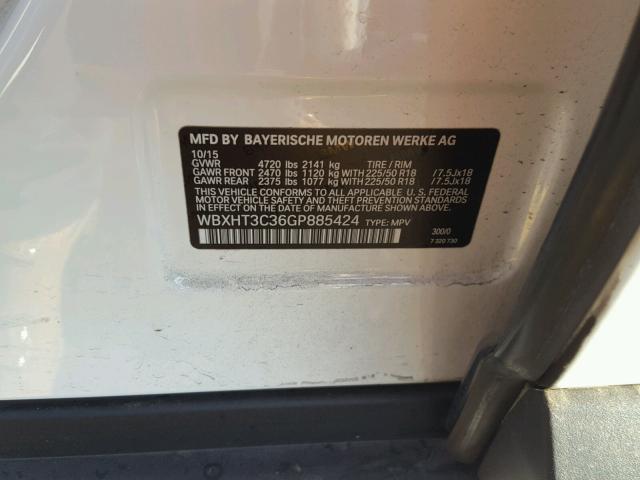 MFD BY BAYERISCHE MOTOREN WERKE AG
10/15
GVWR 4720 lbs 2141 kg TIRE / RIM
GAWR FRONT 2470 lbs 1120 kg WITH 225/50 R18 /7.5Jx18
GAWR REAR 2375 lbs 1077 kg WITH 225/50 R18 /7.5Jx18
THIS VEHICLE CONFORMS TO ALL APPLICABLE U. S. FEDERAL
MOTOR VEHICLE SAFETY AND THEFT PREVENTION STANDARDS
IN EFFECT ON THE DATE OF MANUFACTURE SHOWN ABOVE.
WBXHT3C36GP885424 TYPE: MPV 300/0
7 320 730